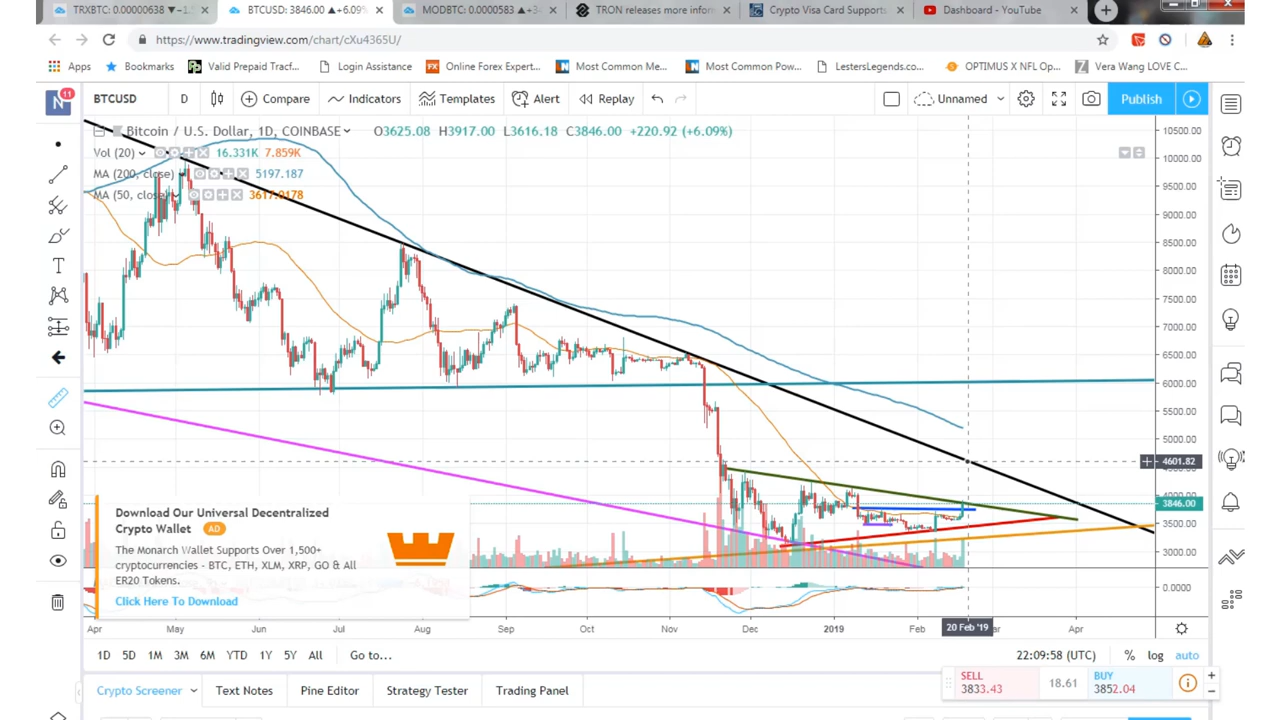 TRXBTC: 0.00000638 ▼ −1.
BTCUSD: 3846.00 ▲ +6.09%
MODBTC: 0.0000583 ▲ +3
TRON releases more infor
Crypto Visa Card Supports
Dashboard - YouTube
https://www.tradingview.com/chart/cXu4365U/
Apps
Bookmarks
Valid Prepaid Tracf...
Login Assistance
Online Forex Expert...
Most Common Me...
Most Common Pow...
LestersLegends.co...
OPTIMUS X NFL Op...
Vera Wang LOVE C...
N 11
BTCUSD
D
Compare
Indicators
Templates
Alert
Replay
Unnamed
Publish
Bitcoin / U.S. Dollar, 1D, COINBASE
O3625.08 H3917.00 L3616.18 C3846.00 +220.92 (+6.09%)
Vol (20) 16.331K 7.859K
MA (200, close) 5197.187
MA (50, close)
10500.00
10000.00
9500.00
9000.00
8500.00
8000.00
7500.00
7000.00
6500.00
6000.00
5500.00
5000.00
4601.82
4000.00
3846.00
3500.00
3000.00
0.0000
Download Our Universal Decentralized
Crypto Wallet AD
The Monarch Wallet Supports Over 1,500+
cryptocurrencies - BTC, ETH, XLM, XRP, GO & All
ER20 Tokens.
Click Here To Download
Apr May Jun Jul Aug Sep Oct Nov Dec 2019 Feb 20 Feb '19 ar Apr
1D 5D 1M 3M 6M YTD 1Y 5Y All Go to...
22:09:58 (UTC) % log auto
SELL
3833.43
18.61
BUY
3852.04
Crypto Screener
Text Notes
Pine Editor
Strategy Tester
Trading Panel